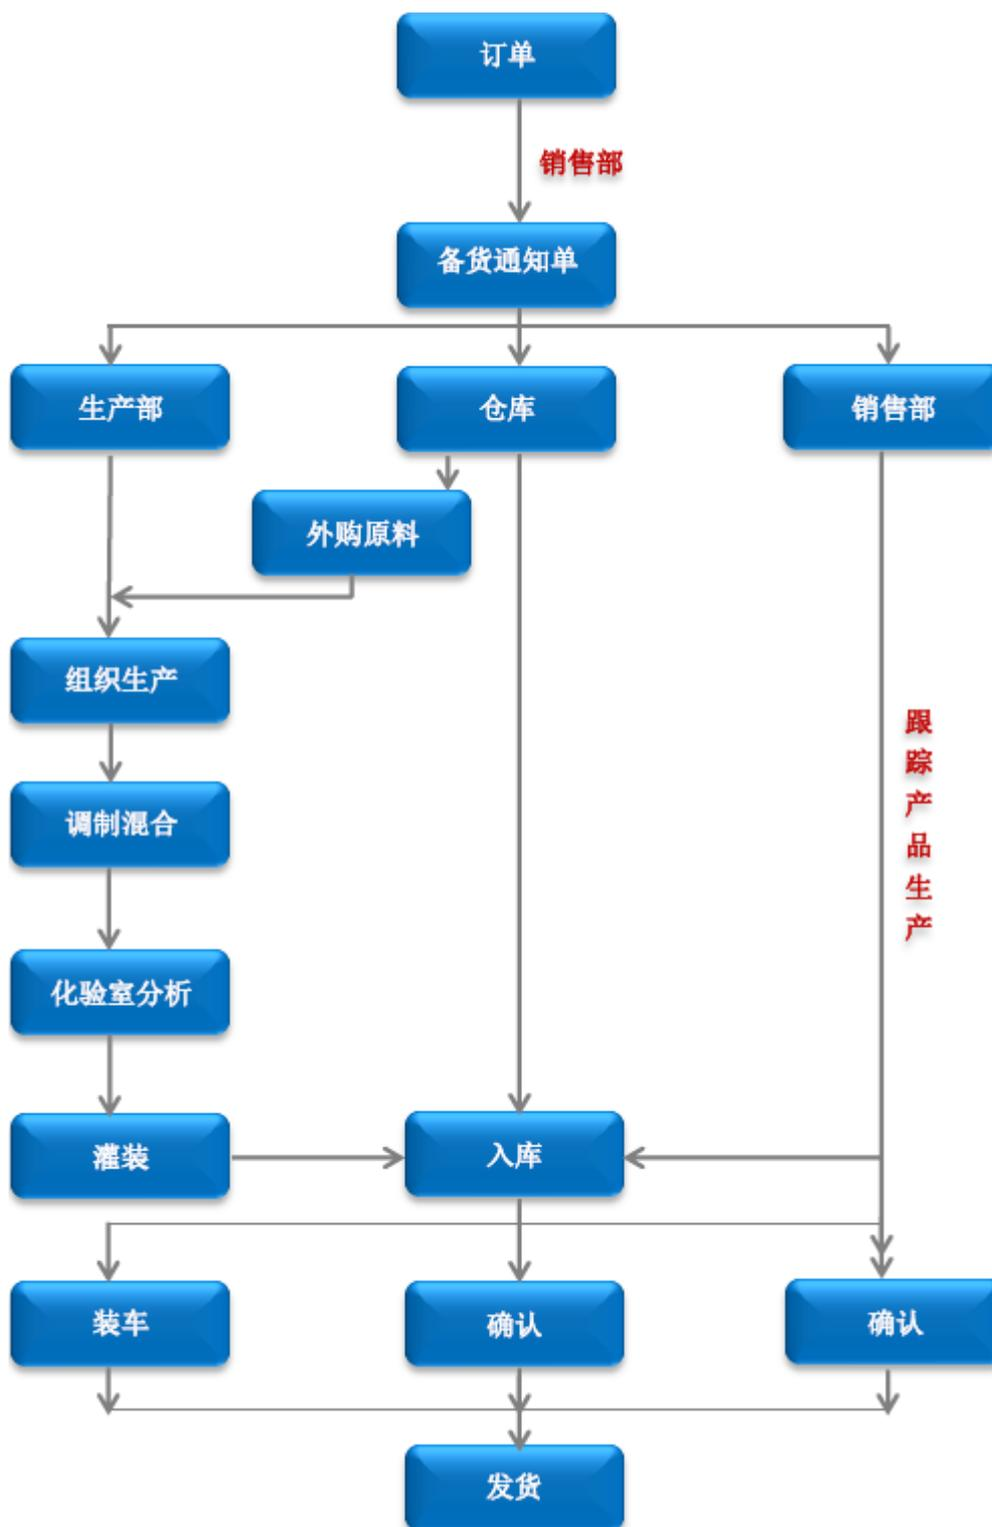 订单
销售部
备货通知单
生产部
仓库
销售部
外购原料
组织生产
跟踪产品生产
调制混合
化验室分析
灌装
入库
装车
确认
确认
发货